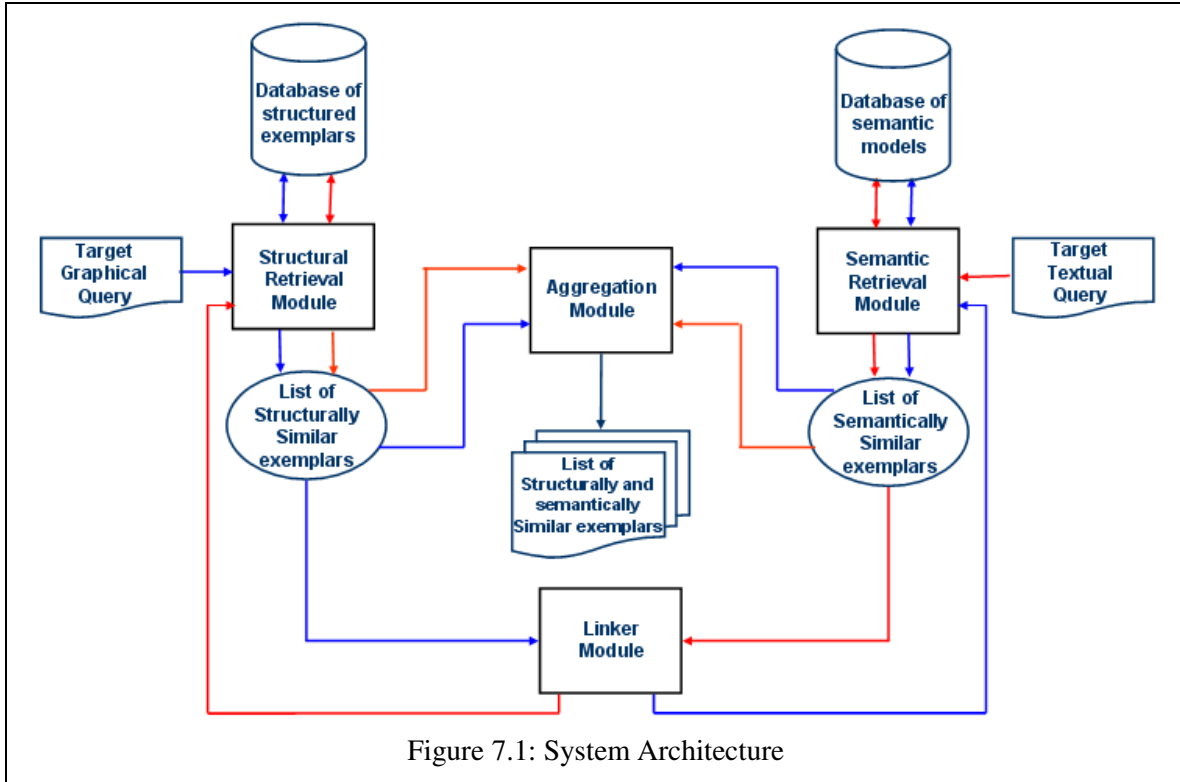 Database of
structured
exemplars
Database of
semantic
models
Target
Graphical
Query
Structural
Retrieval
Module
Aggregation
Module
Semantic
Retrieval
Module
Target
Textual
Query
List of
Structurally
Similar
exemplars
List of
Structurally and
semantically
Similar exemplars
List of
Semantically
Similar
exemplars
Linker
Module
Figure 7.1: System Architecture